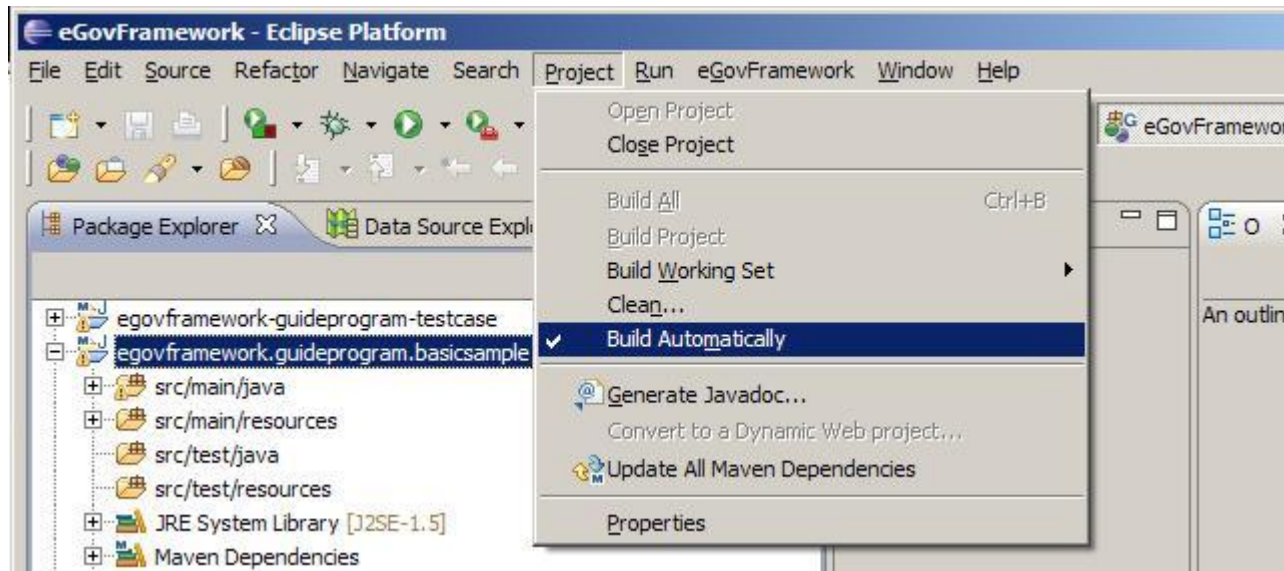 eGovFramework - Eclipse Platform
File Edit Source Refactor Navigate Search Project Run eGovFramework Window Help
Open Project
Close Project
Build All Ctrl+B
Build Project
Build Working Set
Clean...
Build Automatically
Generate Javadoc...
Convert to a Dynamic Web project...
Update All Maven Dependencies
Properties
Package Explorer Data Source
egovframework-guideprogram-testcase
egovframework.guideprogram.basicsample
src/main/java
src/main/resources
src/test/java
src/test/resources
JRE System Library [J2SE-1.5]
Maven Dependencies
O
An